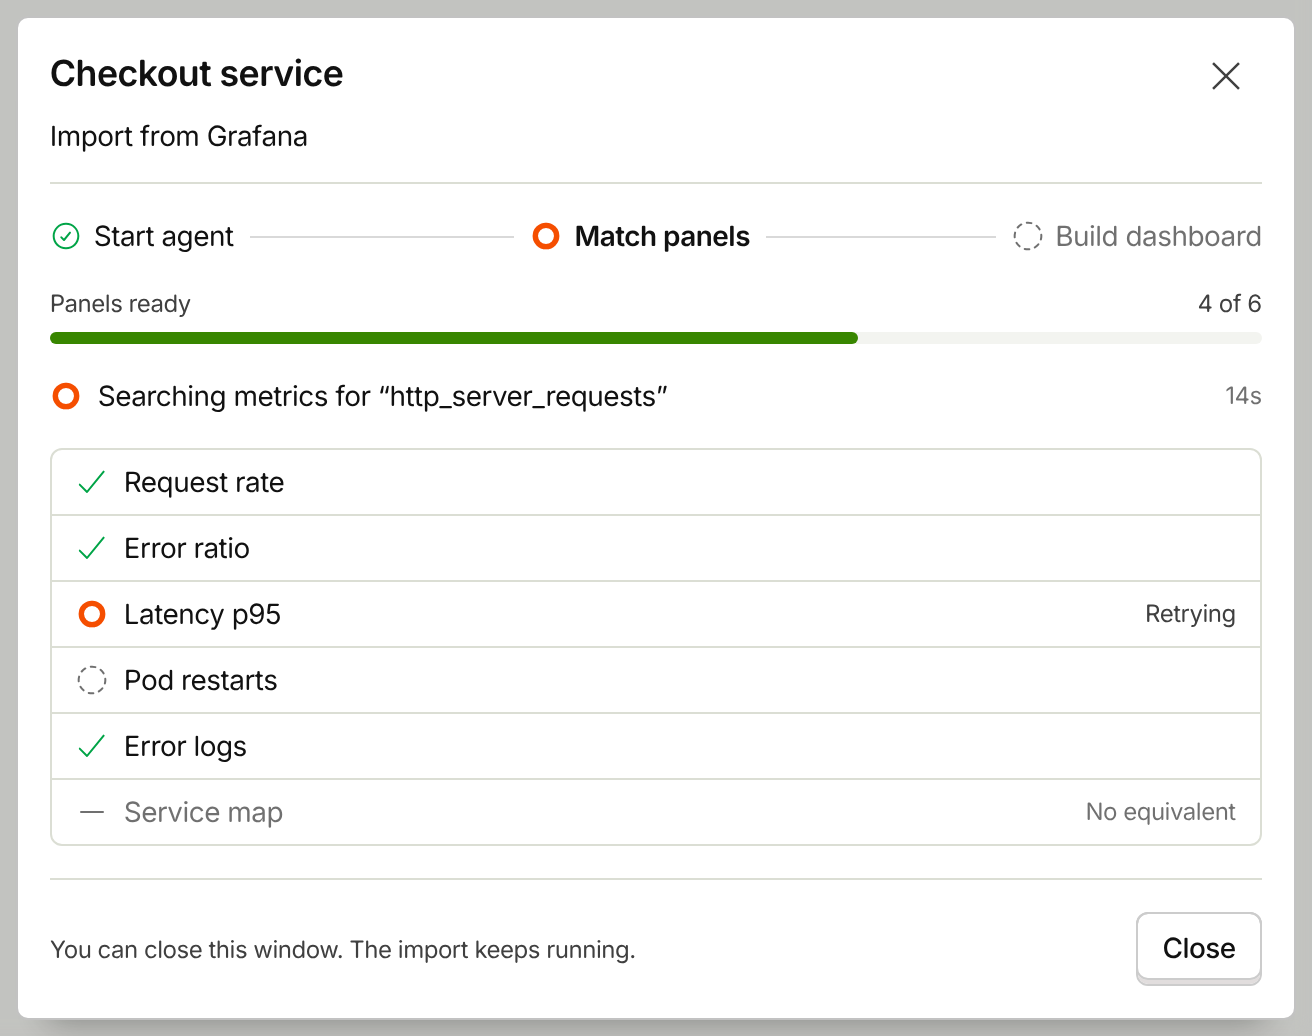 Checkout service
Import from Grafana
Start agent
Match panels
Build dashboard
Panels ready
4 of 6
Searching metrics for “http_server_requests”
14s
Request rate
Error ratio
Latency p95
Retrying
Pod restarts
Error logs
Service map
No equivalent
You can close this window. The import keeps running.
Close